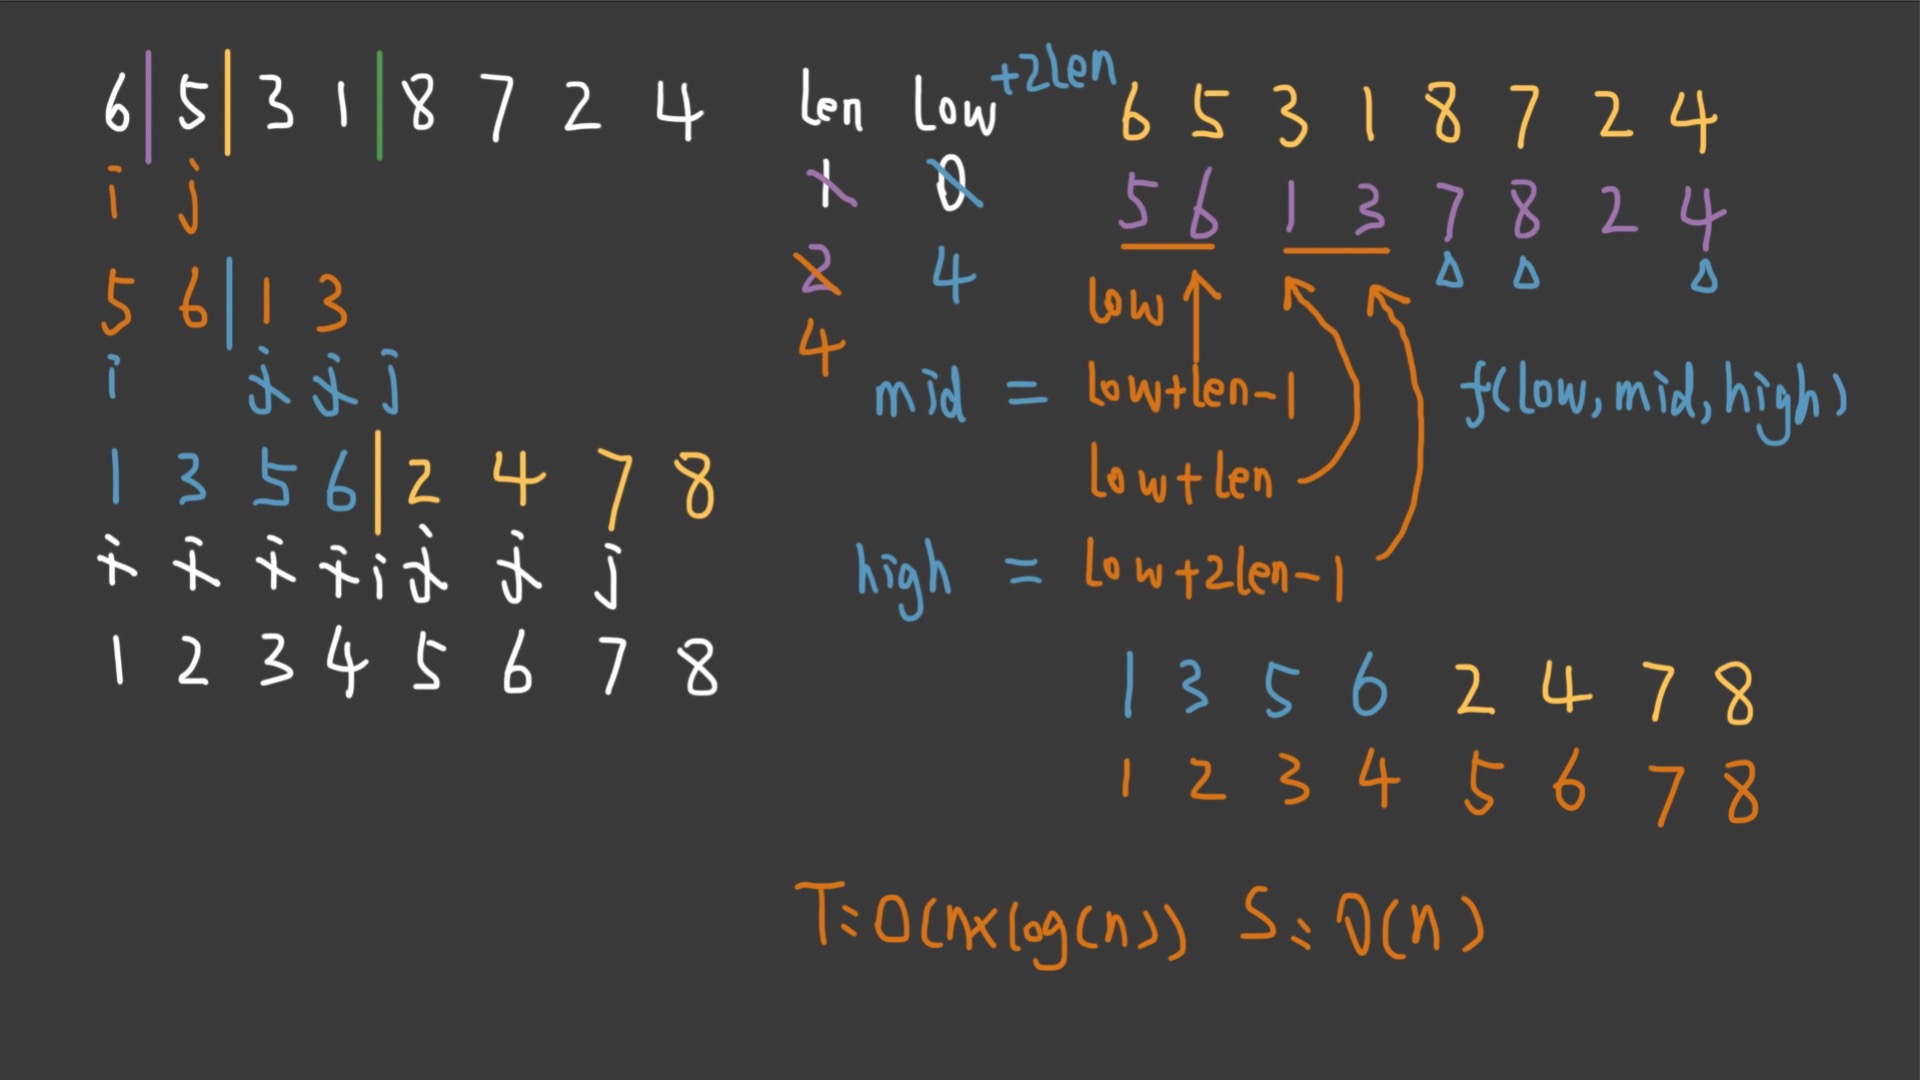 6 5 3 1 8 7 2 4
i j
5 6 1 3
i j j j
1 3 5 6 2 4 7 8
i i i i i j j j
1 2 3 4 5 6 7 8
len low +2len
1 0
2 4
4
6 5 3 1 8 7 2 4
5 6 1 3 7 8 2 4
low
mid = low+len-1
f(low, mid, high)
low+len
high = low+2len-1
1 3 5 6 2 4 7 8
1 2 3 4 5 6 7 8
T: O(n×log(n)) S: O(n)